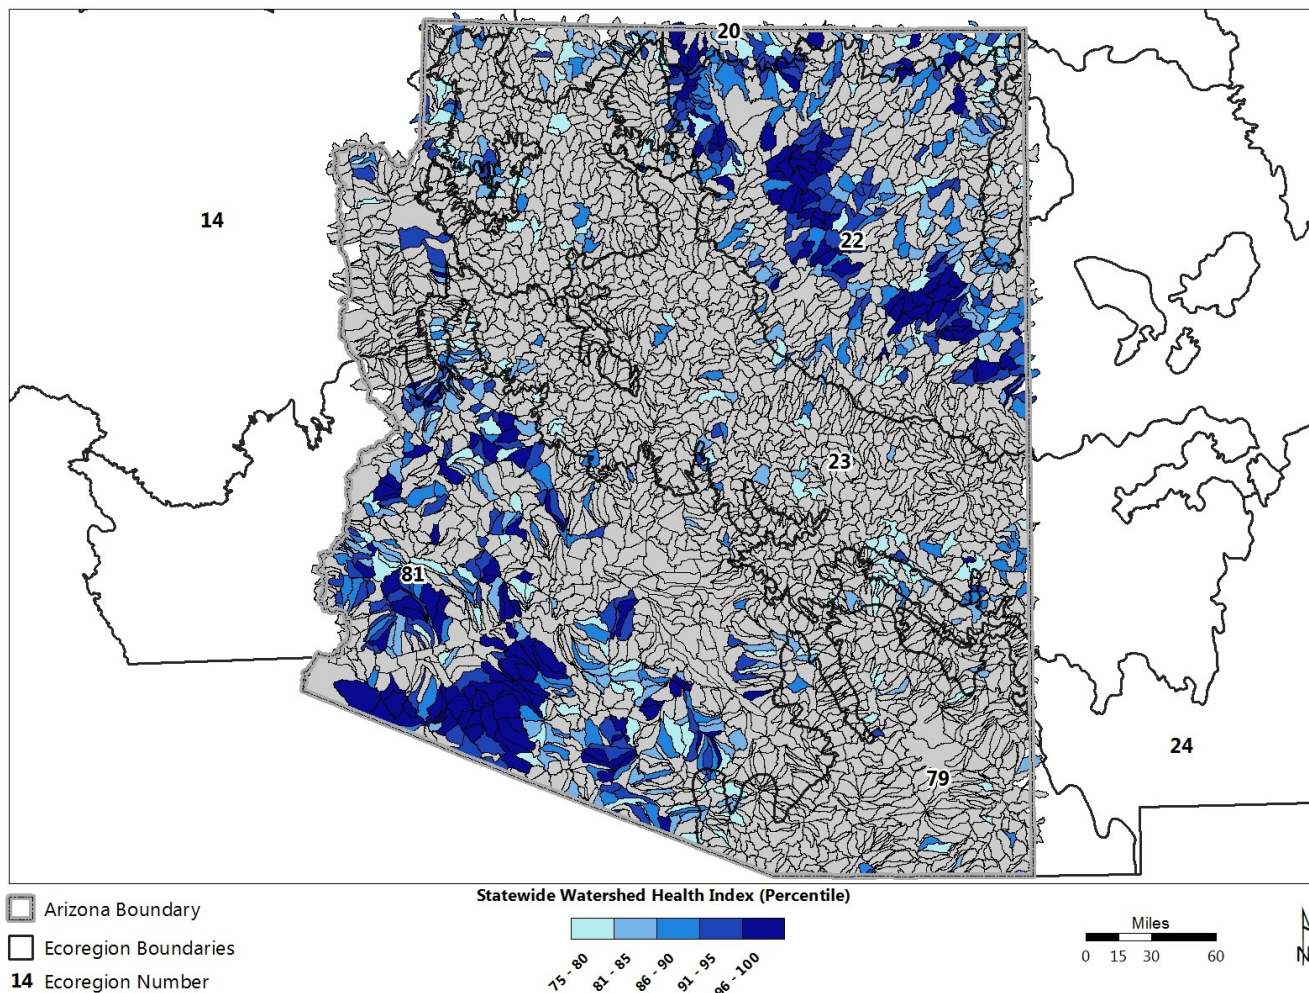 20
14
22
23
81
24
79
Statewide Watershed Health Index (Percentile)
Arizona Boundary
Ecoregion Boundaries
14 Ecoregion Number
75 - 80
81 - 85
86 - 90
91 - 95
96 - 100
Miles
0 15 30 60
N